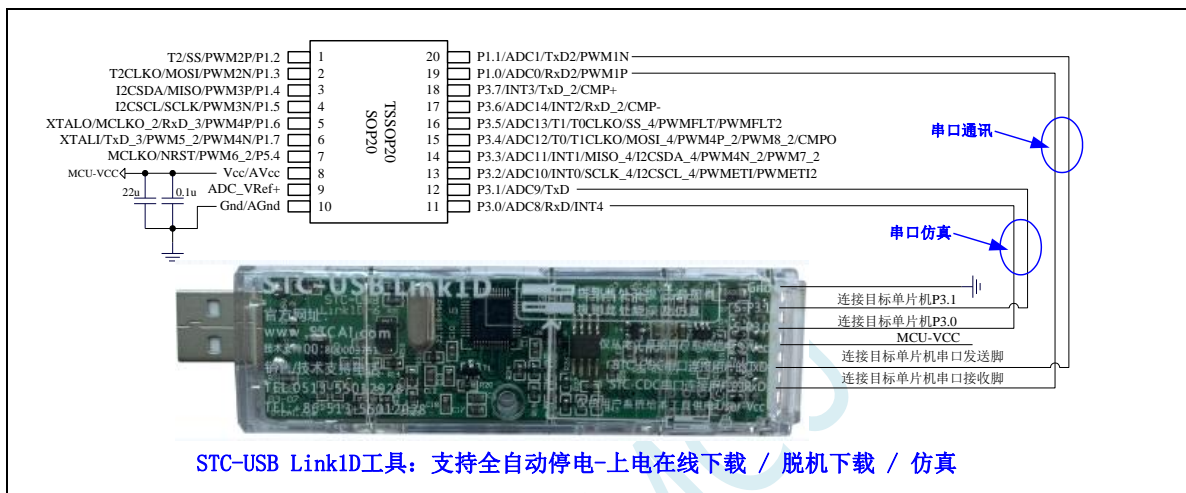 T2/SS/PWM2P/P1.2
T2CLKO/MOSI/PWM2N/P1.3
I2CSDA/MISO/PWM3P/P1.4
I2CSCL/SCLK/PWM3N/P1.5
XTALO/MCLKO_2/RxD_3/PWM4P/P1.6
XTALI/TxD_3/PWM5_2/PWM4N/P1.7
MCLKO/NRST/PWM6_2/P5.4
Vcc/AVcc
ADC_VRef+
Gnd/AGnd
MCU-VCC
22u
0.1u
1
2
3
4
5
6
7
8
9
10
TSSOP20
SOP20
20
19
18
17
16
15
14
13
12
11
P1.1/ADC1/TxD2/PWM1N
P1.0/ADC0/RxD2/PWM1P
P3.7/INT3/TxD_2/CMP+
P3.6/ADC14/INT2/RxD_2/CMP-
P3.5/ADC13/T1/T0CLKO/SS_4/PWMFLT/PWMFLT2
P3.4/ADC12/T0/T1CLKO/MOSI_4/PWM4P_2/PWM8_2/CMPO
P3.3/ADC11/INT1/MISO_4/I2CSDA_4/PWM4N_2/PWM7_2
P3.2/ADC10/INT0/SCLK_4/I2CSCL_4/PWMETI/PWMETI2
P3.1/ADC9/TxD
P3.0/ADC8/RxD/INT4
串口通讯
串口仿真
STC-USB Link1D
官方网址
www.STCAI.com
Gnd
S-P3.1
连接目标单片机P3.1
连接目标单片机P3.0
MCU-VCC
连接目标单片机串口发送脚
连接目标单片机串口接收脚
STC-USB Link1D工具：支持全自动停电-上电在线下载 / 脱机下载 / 仿真